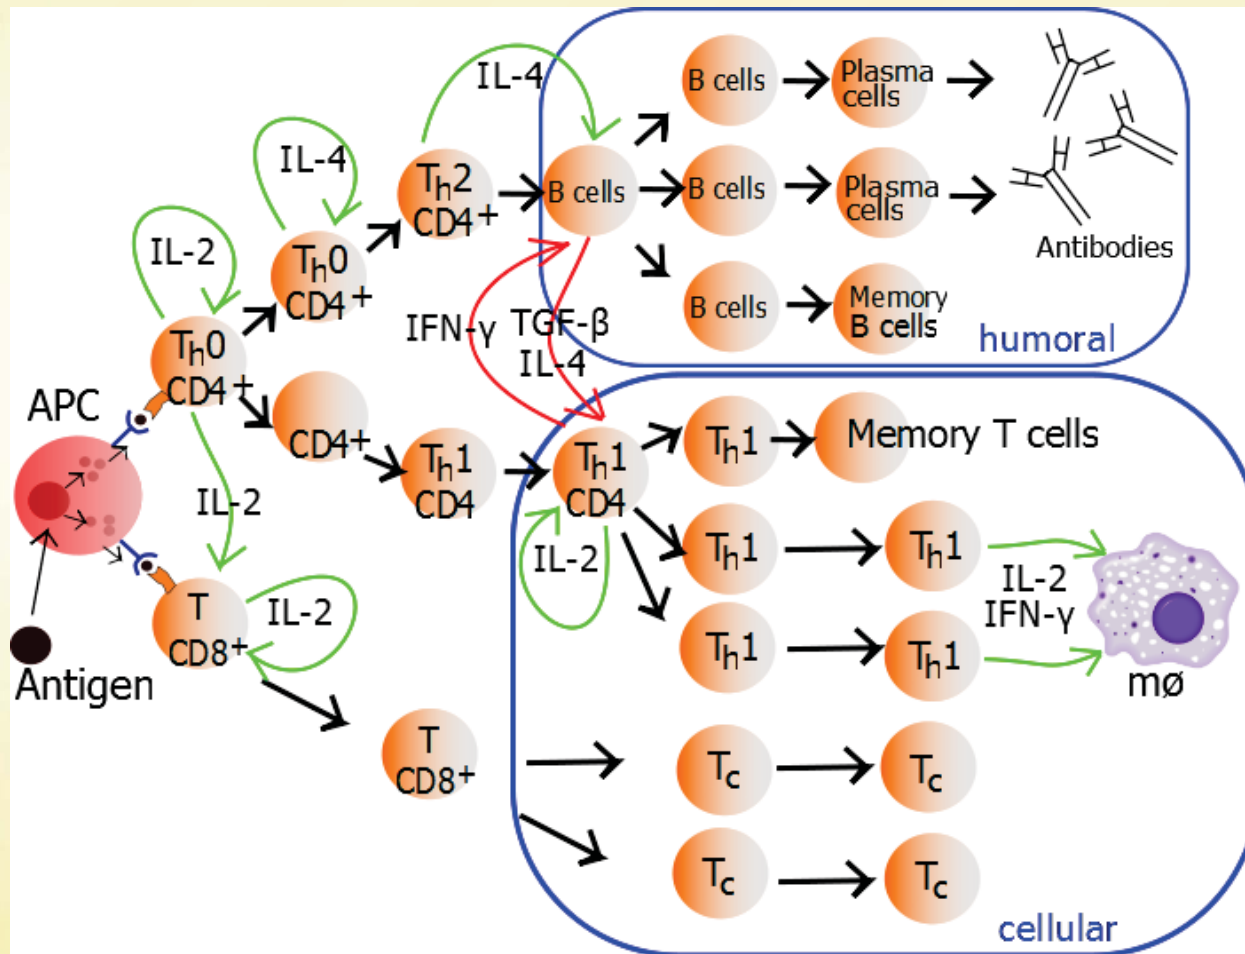 IL-4
B cells
Plasma
cells
IL-4
Th2
CD4+
B cells
B cells
Plasma
cells
Antibodies
IL-2
Th0
CD4+
B cells
Memory
B cells
humoral
IFN-γ
TGF-β
IL-4
Th0
CD4+
APC
CD4+
Th1
CD4
Th1
CD4
Th1
Memory T cells
IL-2
IL-2
Th1
Th1
IL-2
IFN-γ
T
CD8+
IL-2
Th1
Th1
mø
Antigen
T
CD8+
Tc
Tc
Tc
Tc
cellular